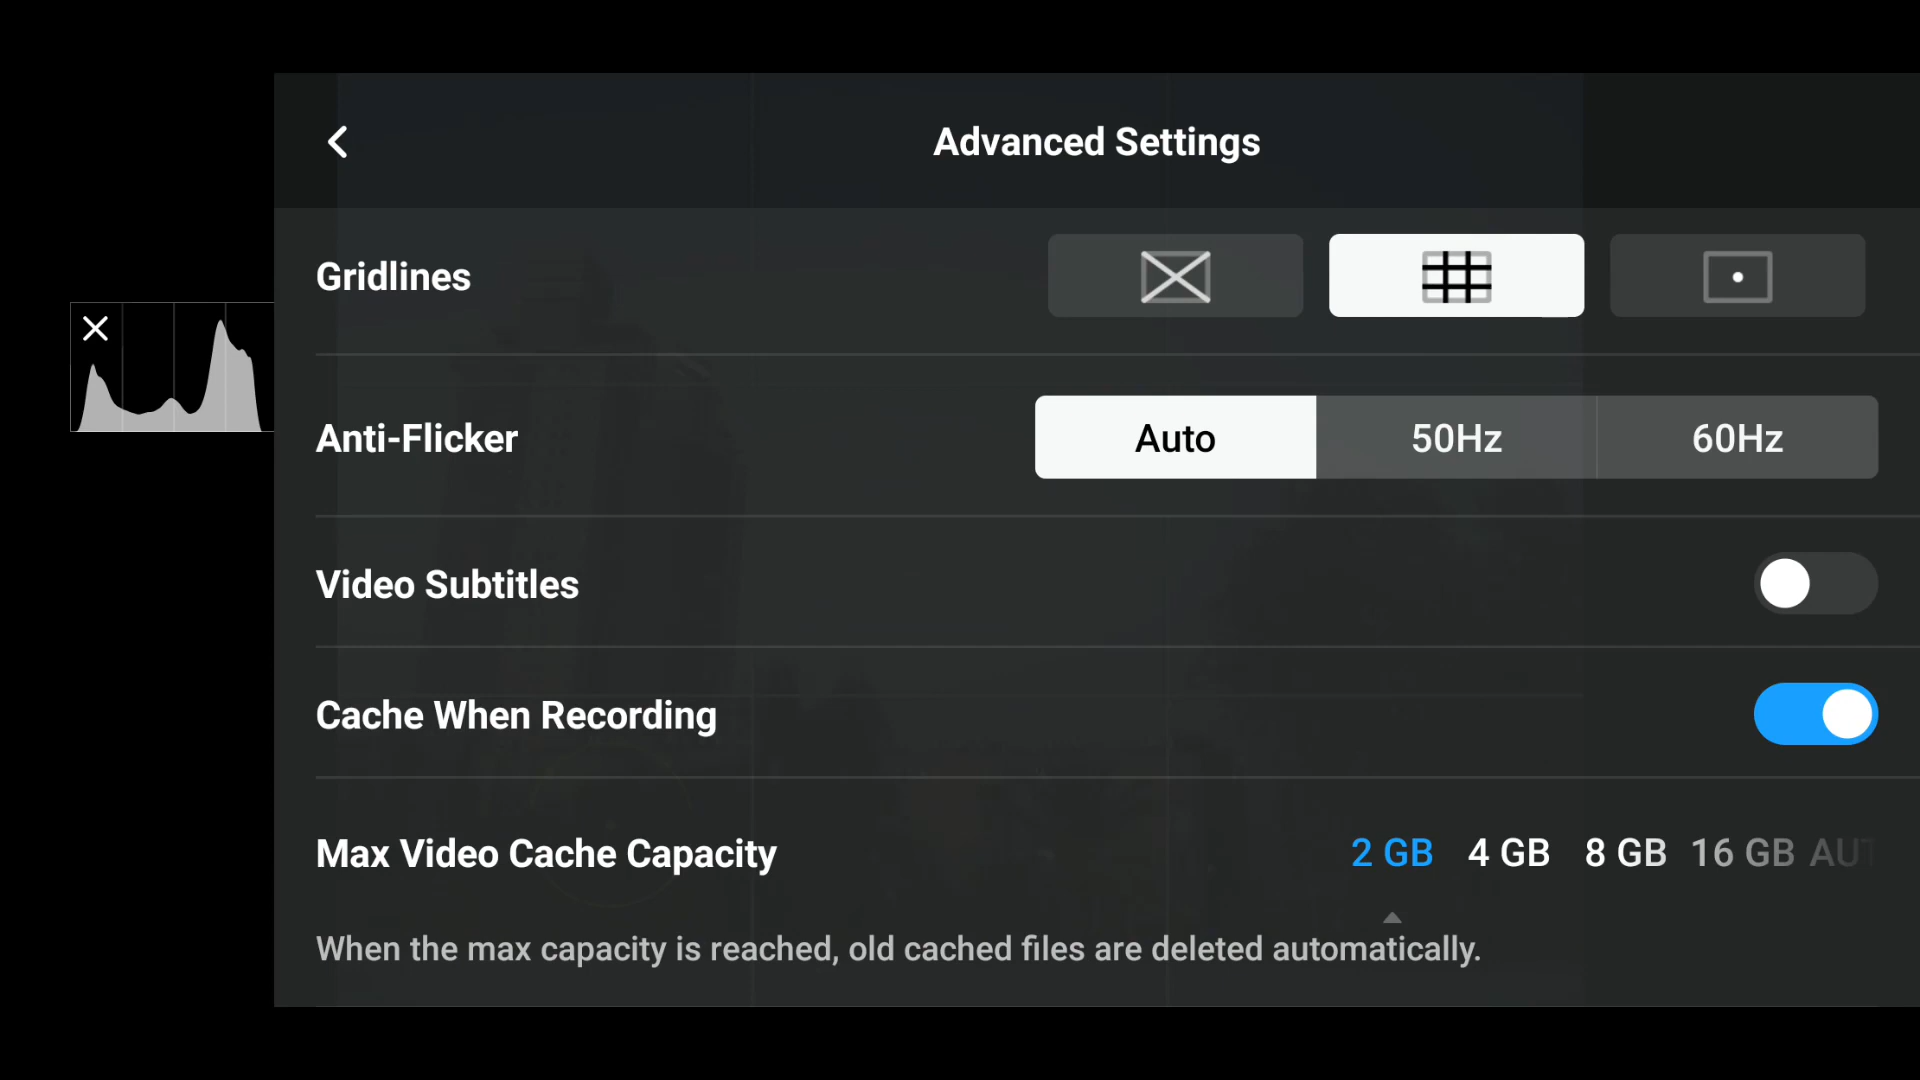 Advanced Settings
Gridlines
Anti-Flicker
Auto 50Hz 60Hz
Video Subtitles
Cache When Recording
Max Video Cache Capacity
2 GB 4 GB 8 GB 16 GB AUT
When the max capacity is reached, old cached files are deleted automatically.